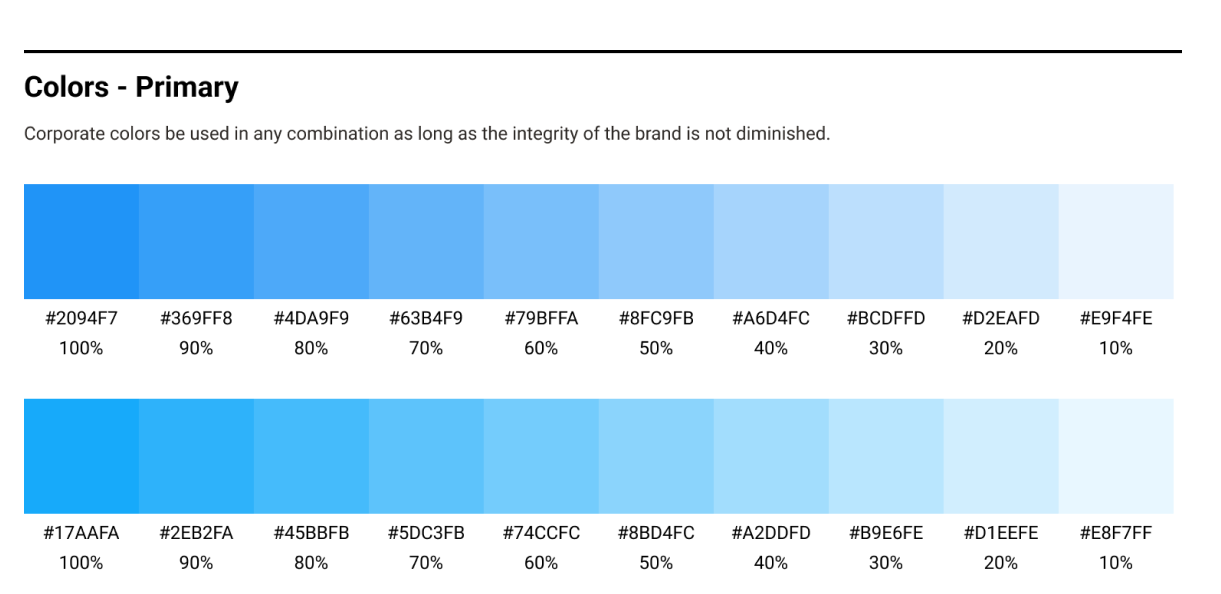 Colors - Primary
Corporate colors be used in any combination as long as the integrity of the brand is not diminished.
#2094F7 #369FF8 #4DA9F9 #63B4F9 #79BFFA #8FC9FB #A6D4FC #BCDFFD #D2EAFD #E9F4FE
100% 90% 80% 70% 60% 50% 40% 30% 20% 10%
#17AAFA #2EB2FA #45BBFB #5DC3FB #74CCFC #8BD4FC #A2DDFD #B9E6FE #D1EEFE #E8F7FF
100% 90% 80% 70% 60% 50% 40% 30% 20% 10%